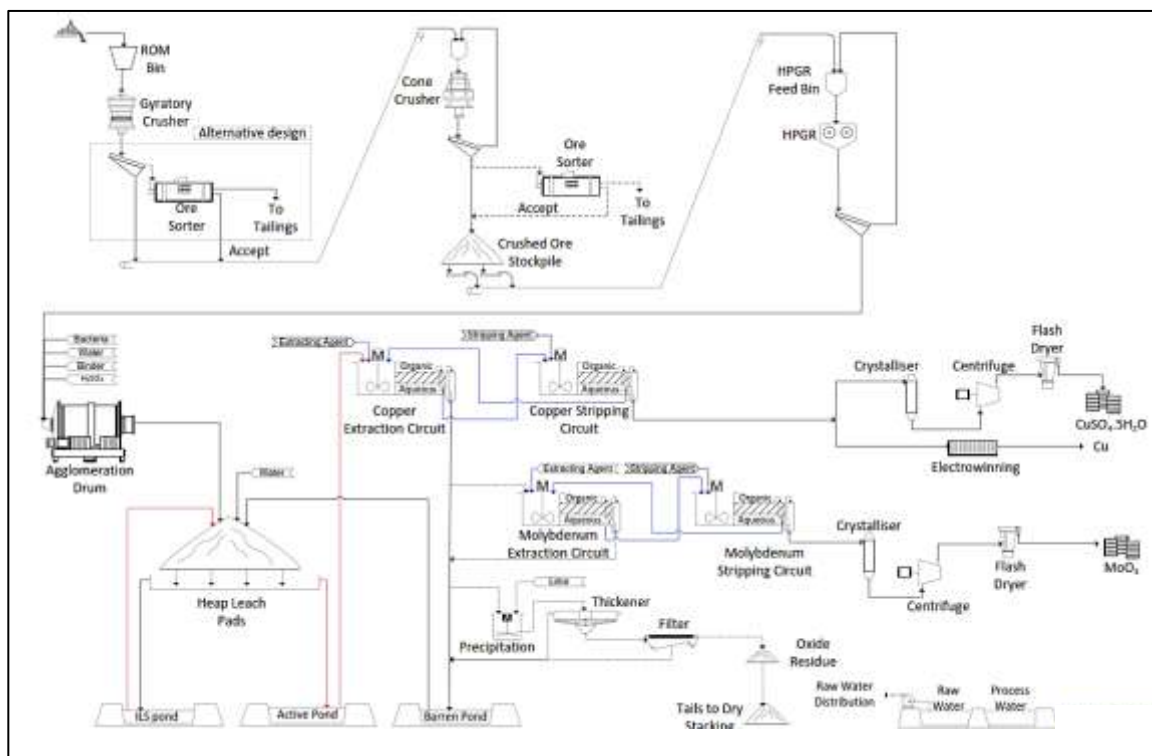 ROM
Bin
Gyratory
Crusher
Alternative design
Ore
Sorter
To
Tailings
Accept
Cone
Crusher
Ore
Sorter
Accept
To
Tailings
Crushed Ore
Stockpile
HPGR
Feed Bin
HPGR
Bacteria
Water
Binder
H₂SO₄
Agglomeration
Drum
Water
Heap Leach
Pads
ILS pond
Active Pond
Barren Pond
Extracting Agent
M
Organic
Aqueous
Copper
Extraction Circuit
Stripping Agent
M
Organic
Aqueous
Copper Stripping
Circuit
Crystalliser
Centrifuge
Flash
Dryer
CuSO₄.5H₂O
Electrowinning
Cu
Extracting Agent
M
Organic
Aqueous
Molybdenum
Extraction Circuit
Stripping Agent
M
Organic
Aqueous
Molybdenum
Stripping Circuit
Crystalliser
Centrifuge
Flash
Dryer
MoO₃
Lime
M
Precipitation
Thickener
Filter
Oxide
Residue
Tails to Dry
Stacking
Raw Water
Distribution
Raw
Water
Process
Water